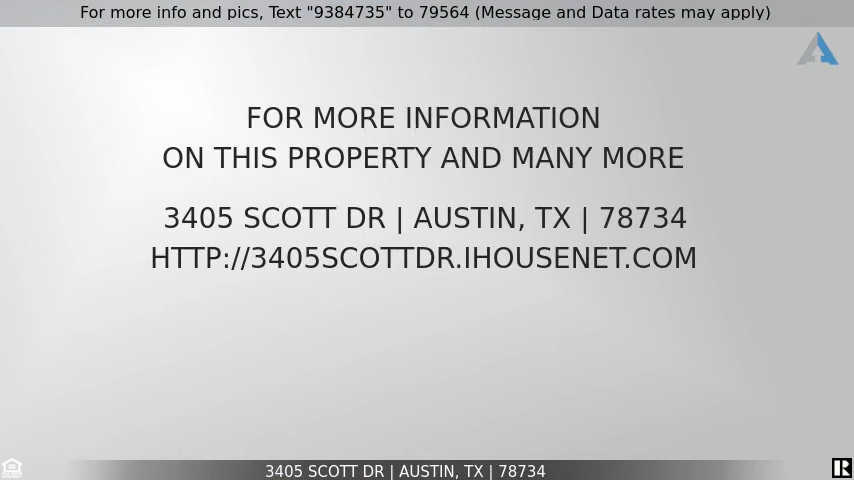 For more info and pics, Text "9384735" to 79564 (Message and Data rates may apply)
FOR MORE INFORMATION
ON THIS PROPERTY AND MANY MORE
3405 SCOTT DR | AUSTIN, TX | 78734
HTTP://3405SCOTTDR.IHOUSENET.COM
3405 SCOTT DR | AUSTIN, TX | 78734